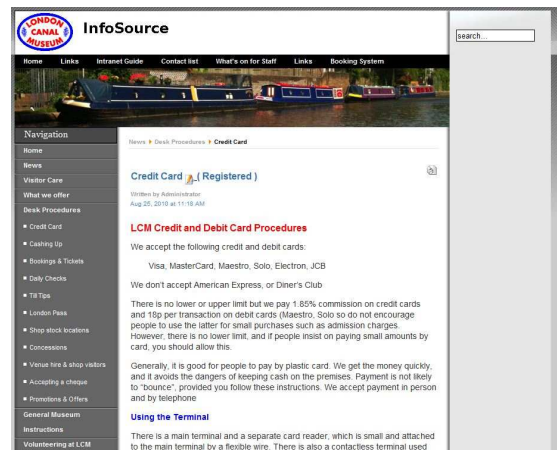 LONDON
CANAL
MUSEUM
InfoSource
search...
Home Links Intranet Guide Contact list What's on for Staff Links Booking System
Navigation
Home
News
Visitor Care
What we offer
Desk Procedures
Credit Card
Cashing Up
Bookings & Tickets
Daily Checks
Till Tips
London Pass
Shop stock locations
Concessions
Venue hire & shop visitors
Accepting a cheque
Promotions & Offers
General Museum
Instructions
Volunteering at LCM
News Desk Procedures Credit Card
Credit Card ( Registered )
Written by Administrator
Aug 25, 2010 at 11:16 AM
LCM Credit and Debit Card Procedures
We accept the following credit and debit cards:
Visa, MasterCard, Maestro, Solo, Electron, JCB
We don't accept American Express, or Diner's Club
There is no lower or upper limit but we pay 1.85% commission on credit cards
and 18p per transaction on debit cards (Maestro, Solo so do not encourage
people to use the latter for small purchases such as admission charges.
However, there is no lower limit, and if people insist on paying small amounts by
card, you should allow this.
Generally, it is good for people to pay by plastic card. We get the money quickly,
and it avoids the dangers of keeping cash on the premises. Payment is not likely
to "bounce", provided you follow these instructions. We accept payment in person
and by telephone
Using the Terminal
There is a main terminal and a separate card reader, which is small and attached
to the main terminal by a flexible wire. There is also a contactless terminal used